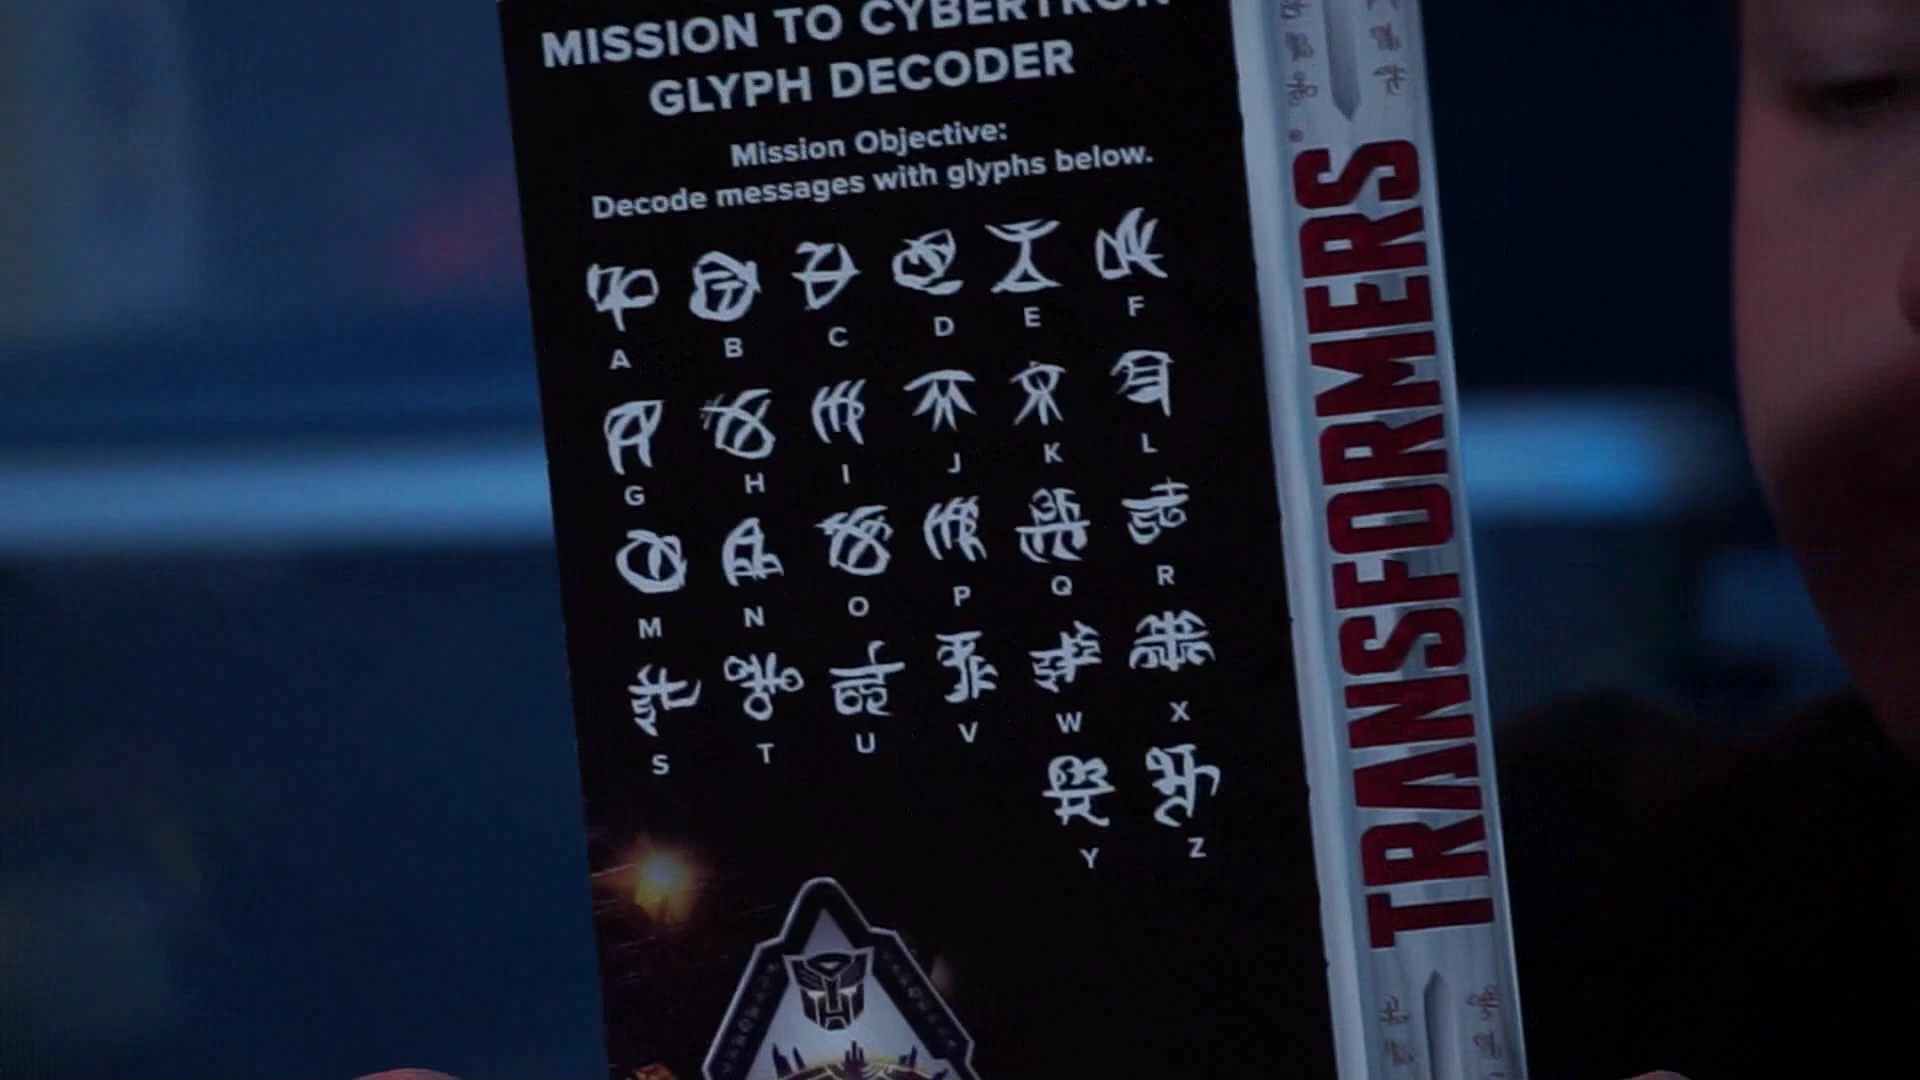 MISSION TO CYBERTRON
GLYPH DECODER
Mission Objective:
Decode messages with glyphs below.
A B C D E F
G H I J K L
M N O P Q R
S T U V W X
Y Z
TRANSFORMERS